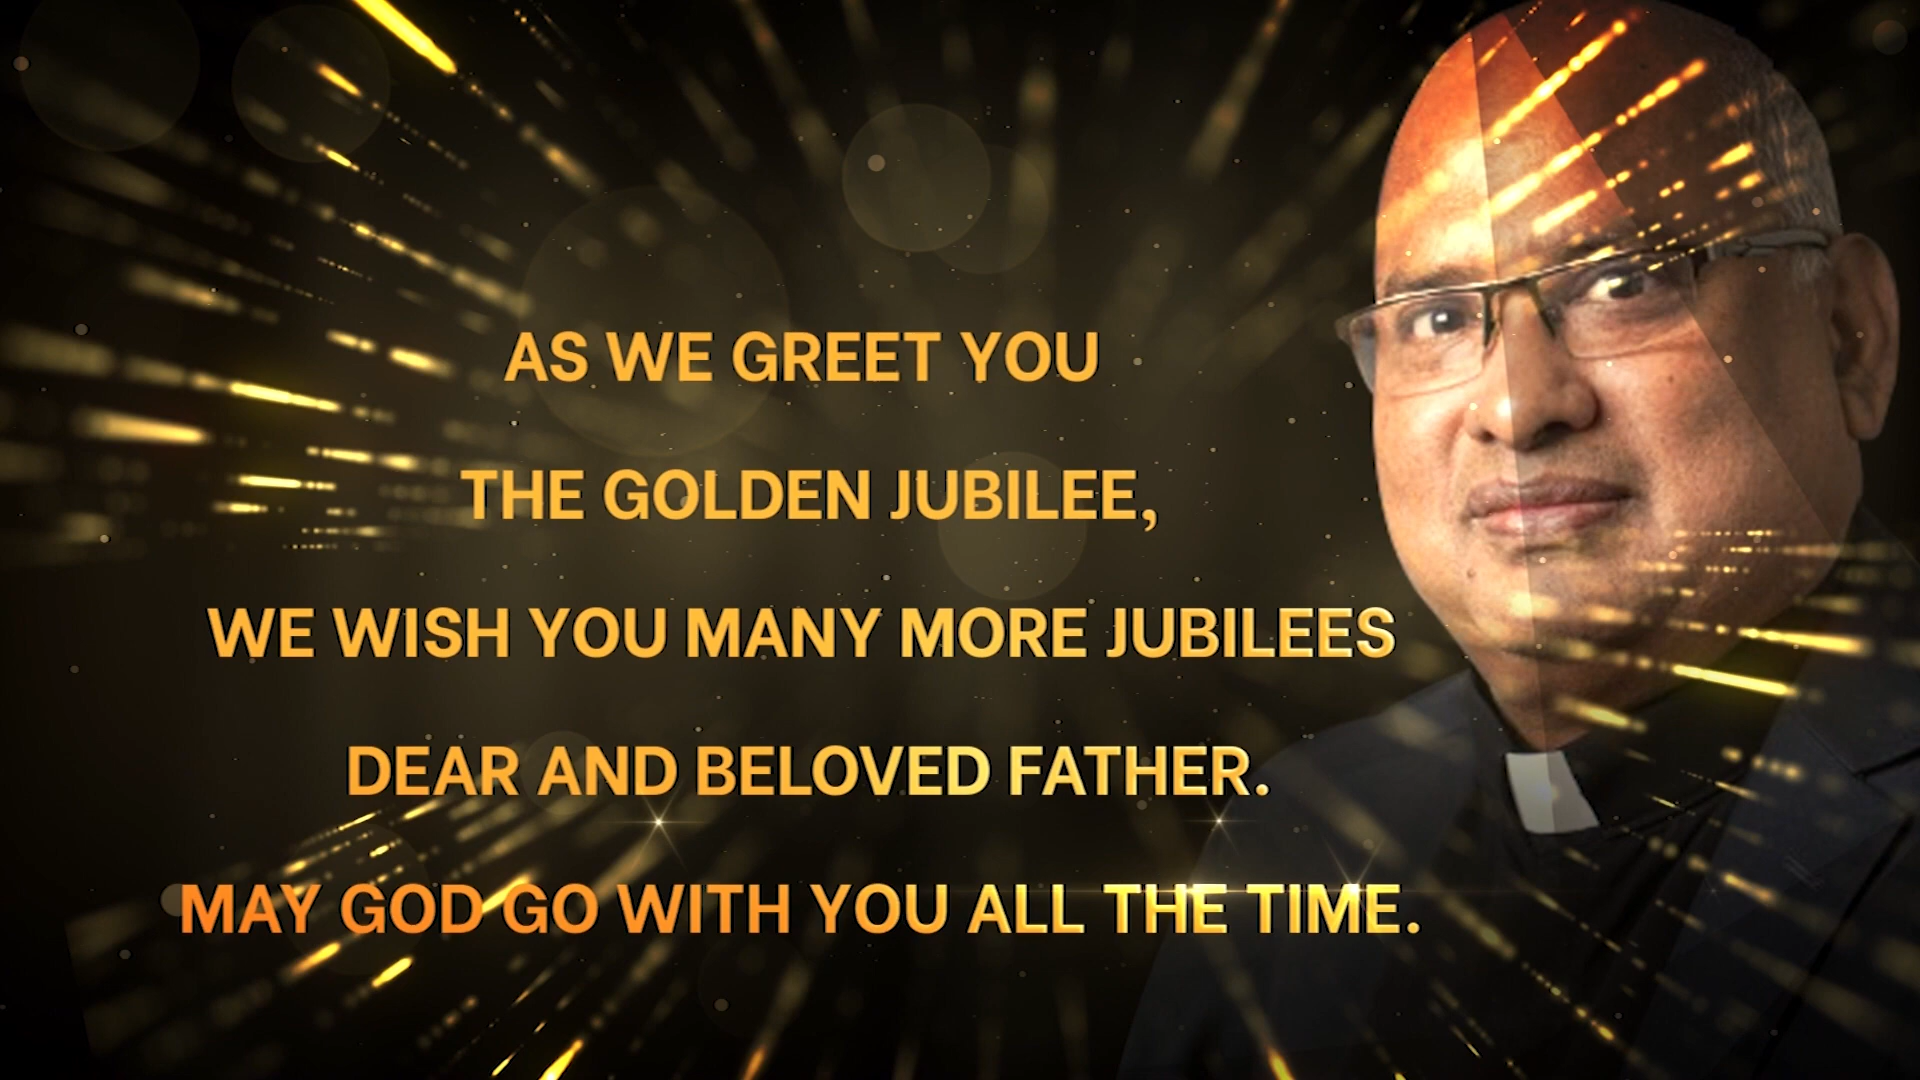 AS WE GREET YOU
THE GOLDEN JUBILEE,
WE WISH YOU MANY MORE JUBILEES
DEAR AND BELOVED FATHER.
MAY GOD GO WITH YOU ALL THE TIME.